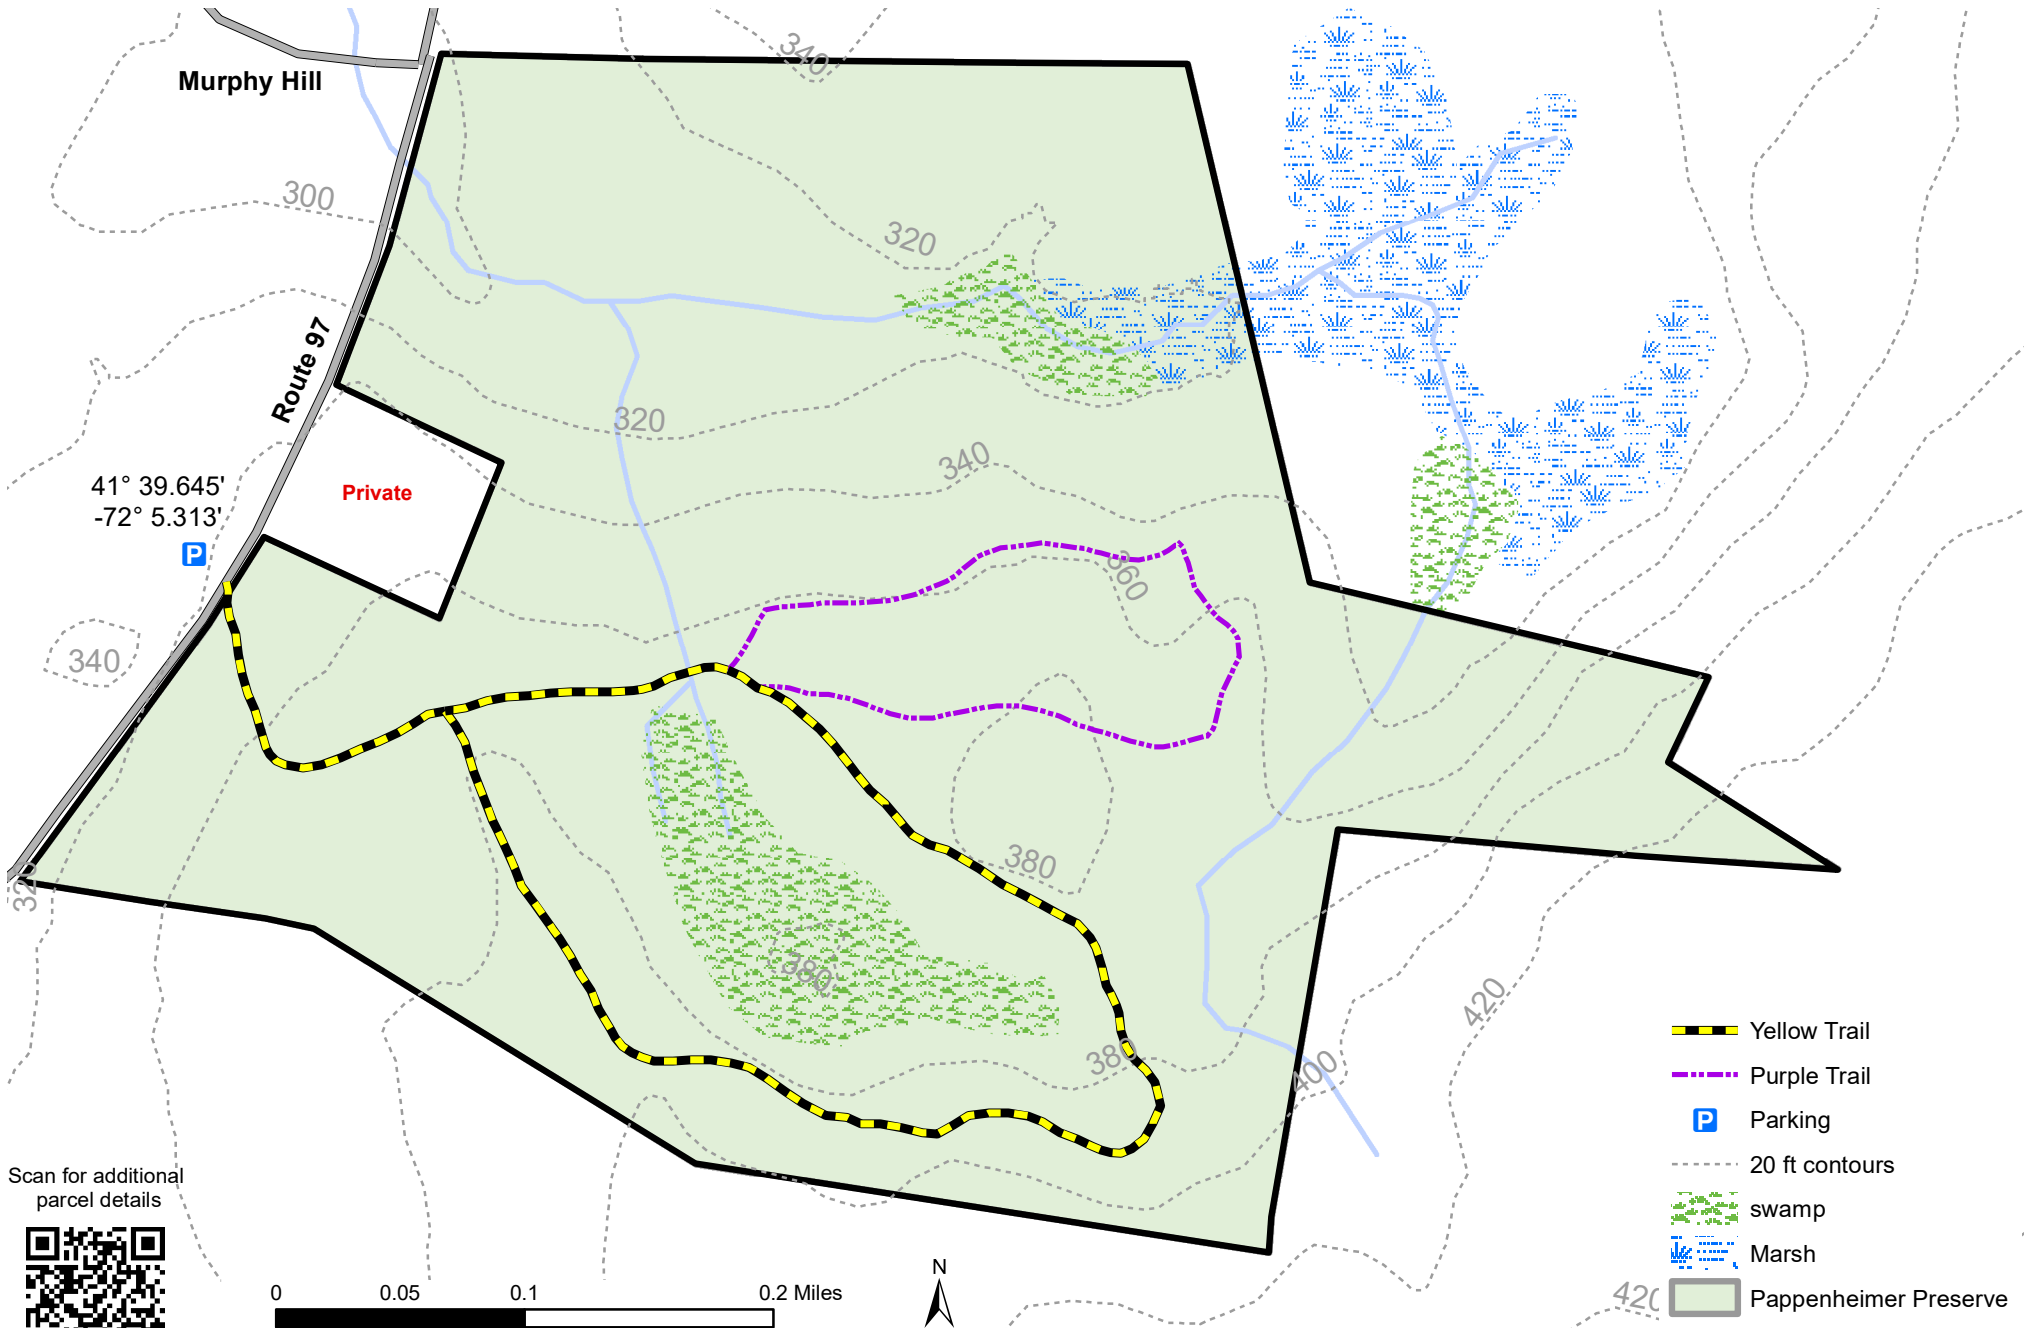 340
Murphy Hill
300
320
Route 97
320
340
Private
41° 39.645'
-72° 5.313'
P
360
340
380
320
380
380
420
400
Yellow Trail
Purple Trail
P
Parking
20 ft contours
swamp
Marsh
Pappenheimer Preserve
420
Scan for additional
parcel details
0
0.05
0.1
0.2 Miles
N